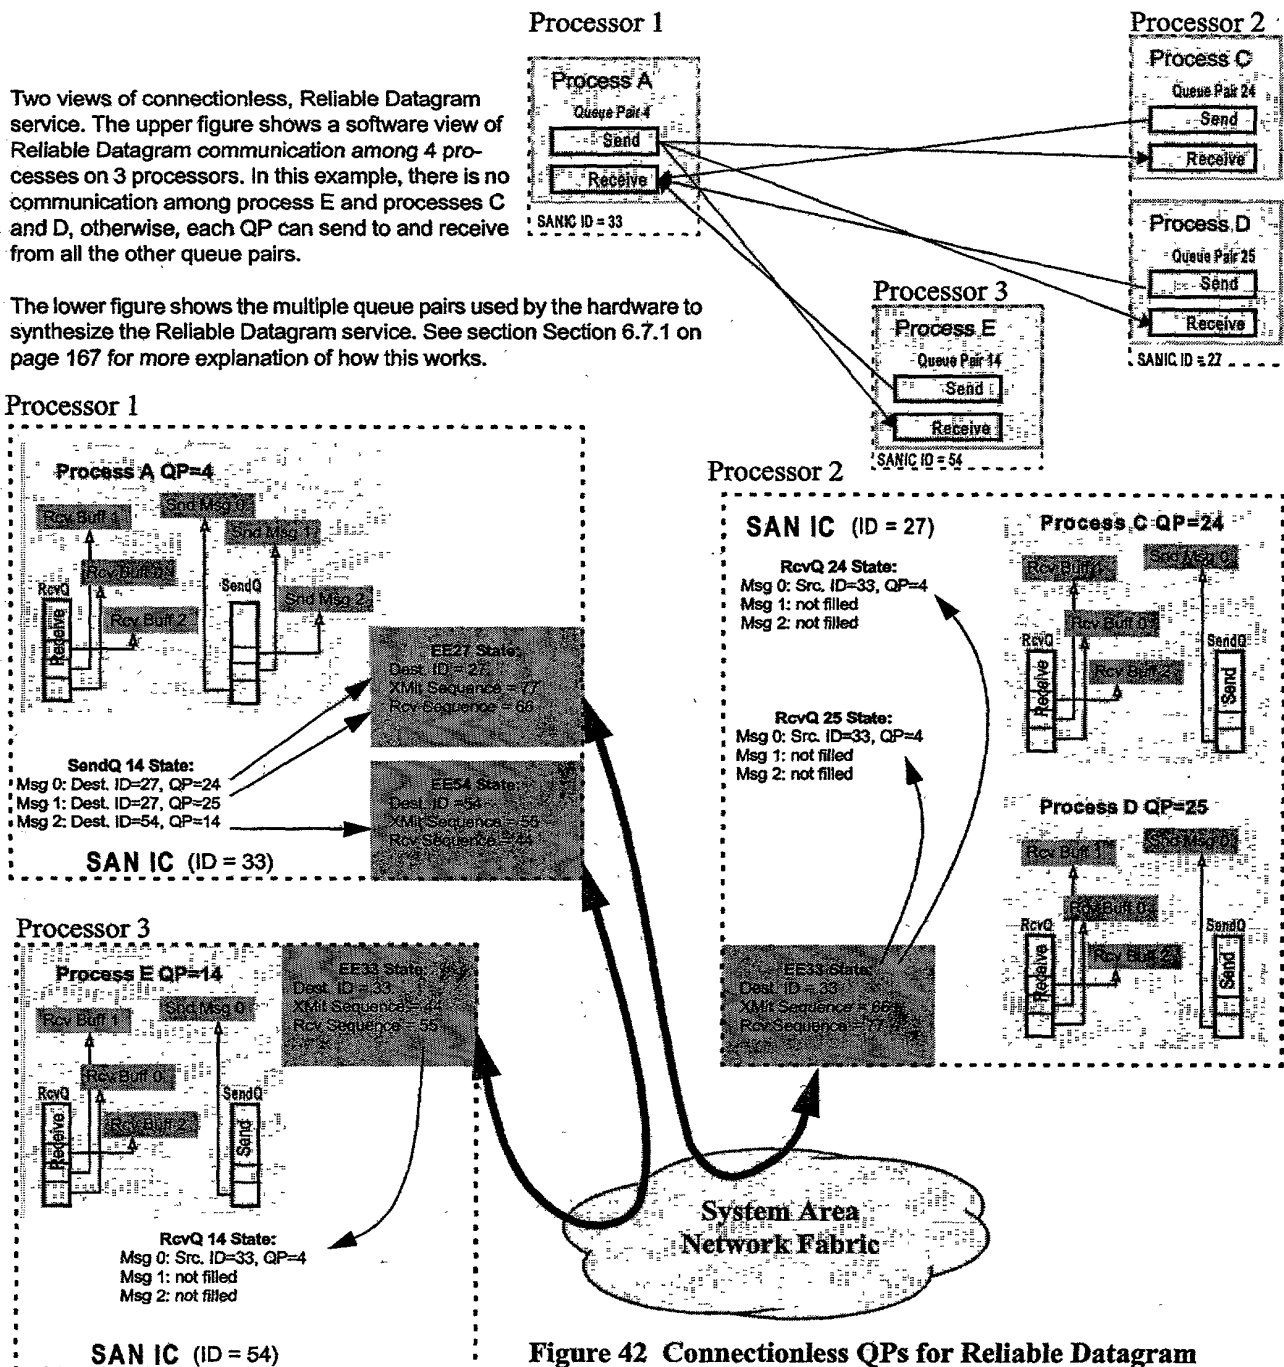 Processor 1
Process A
Queue Pair 4
Send
Receive
SANIC ID = 33
Processor 2
Process C
Queue Pair 24
Send
Receive
Process D
Queue Pair 25
Send
Receive
SANIC ID = 27
Processor 3
Process E
Queue Pair 14
Send
Receive
SANIC ID = 54
Two views of connectionless, Reliable Datagram
service. The upper figure shows a software view of
Reliable Datagram communication among 4 pro-
cesses on 3 processors. In this example, there is no
communication among process E and processes C
and D, otherwise, each QP can send to and receive
from all the other queue pairs.
The lower figure shows the multiple queue pairs used by the hardware to
synthesize the Reliable Datagram service. See section Section 6.7.1 on
page 167 for more explanation of how this works.
Processor 1
Process A QP=4
Rcv Buff 1
Snd Msg 0
Snd Msg 1
Rcv Buff 0
RcvQ
SendQ
Snd Msg 2
Rcv Buff 2
Receive
EE27 State:
Dest. ID = 27
XMit Sequence = 77
Rcv Sequence = 66
SendQ 14 State:
Msg 0: Dest. ID=27, QP=24
Msg 1: Dest. ID=27, QP=25
Msg 2: Dest. ID=54, QP=14
EE54 State:
Dest. ID =54
XMit Sequence = 55
Rcv Sequence = 44
SAN IC (ID = 33)
Processor 2
SAN IC (ID = 27)
RcvQ 24 State:
Msg 0: Src. ID=33, QP=4
Msg 1: not filled
Msg 2: not filled
RcvQ 25 State:
Msg 0: Src. ID=33, QP=4
Msg 1: not filled
Msg 2: not filled
Process C QP=24
Rcv Buff 1
Snd Msg 0
Rcv Buff 0
RcvQ
SendQ
Rcv Buff 2
Receive
Send
Process D QP=25
Rcv Buff 1
Snd Msg 0
Rcv Buff 0
RcvQ
SendQ
Rcv Buff 2
Receive
Send
EE33 State:
Dest. ID = 33
XMit Sequence = 66
Rcv Sequence = 77
Processor 3
Process E QP=14
Rcv Buff 1
Snd Msg 0
Rcv Buff 0
RcvQ
SendQ
Rcv Buff 2
Receive
Send
EE33 State:
Dest. ID = 33
XMit Sequence = 44
Rcv Sequence = 55
RcvQ 14 State:
Msg 0: Src. ID=33, QP=4
Msg 1: not filled
Msg 2: not filled
SAN IC (ID = 54)
System Area
Network Fabric
Figure 42 Connectionless QPs for Reliable Datagram